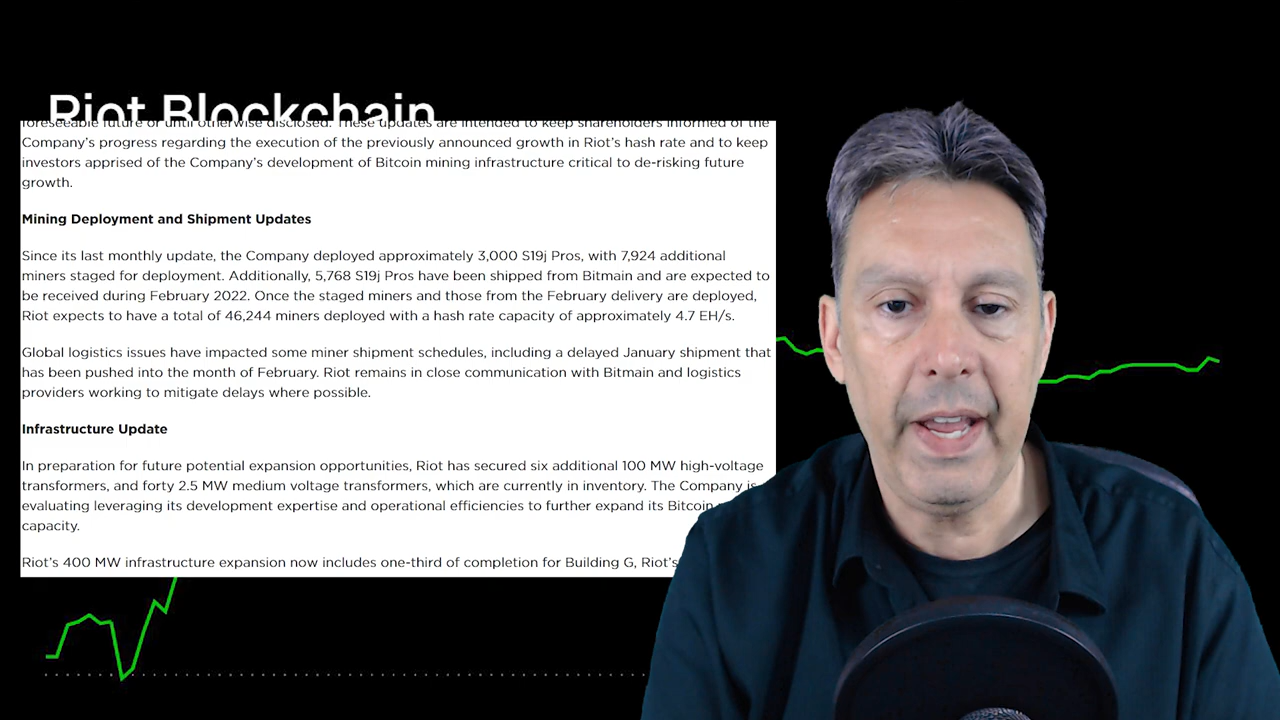 Riot Blockchain
foreseeable future or until otherwise disclosed. These updates are intended to keep shareholders informed of the
Company's progress regarding the execution of the previously announced growth in Riot's hash rate and to keep
investors apprised of the Company's development of Bitcoin mining infrastructure critical to de-risking future
growth.
Mining Deployment and Shipment Updates
Since its last monthly update, the Company deployed approximately 3,000 S19j Pros, with 7,924 additional
miners staged for deployment. Additionally, 5,768 S19j Pros have been shipped from Bitmain and are expected to
be received during February 2022. Once the staged miners and those from the February delivery are deployed,
Riot expects to have a total of 46,244 miners deployed with a hash rate capacity of approximately 4.7 EH/s.
Global logistics issues have impacted some miner shipment schedules, including a delayed January shipment that
has been pushed into the month of February. Riot remains in close communication with Bitmain and logistics
providers working to mitigate delays where possible.
Infrastructure Update
In preparation for future potential expansion opportunities, Riot has secured six additional 100 MW high-voltage
transformers, and forty 2.5 MW medium voltage transformers, which are currently in inventory. The Company is
evaluating leveraging its development expertise and operational efficiencies to further expand its Bitcoin
capacity.
Riot's 400 MW infrastructure expansion now includes one-third of completion for Building G, Riot's